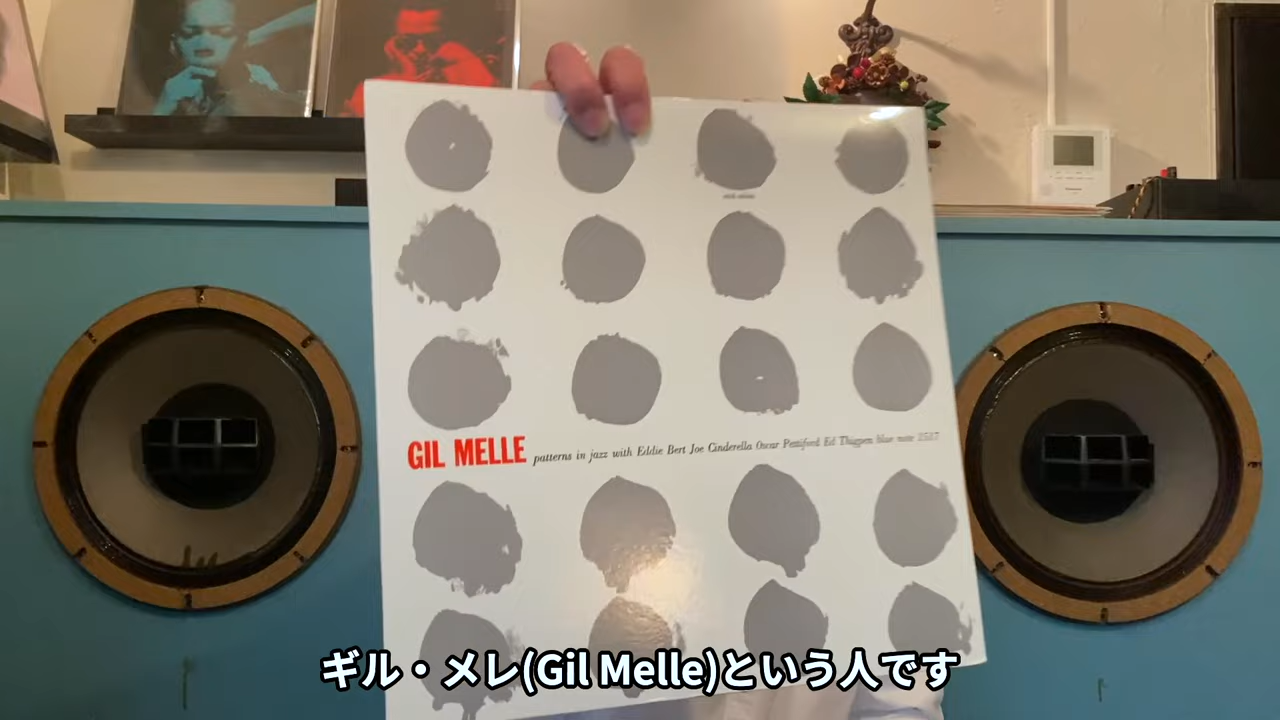 GIL MELLE patterns in jazz with Eddie Bert Joe Cinderella Oscar Pettiford Ed Thigpen blue note 1517
ギル・メレ(Gil Melle)という人です